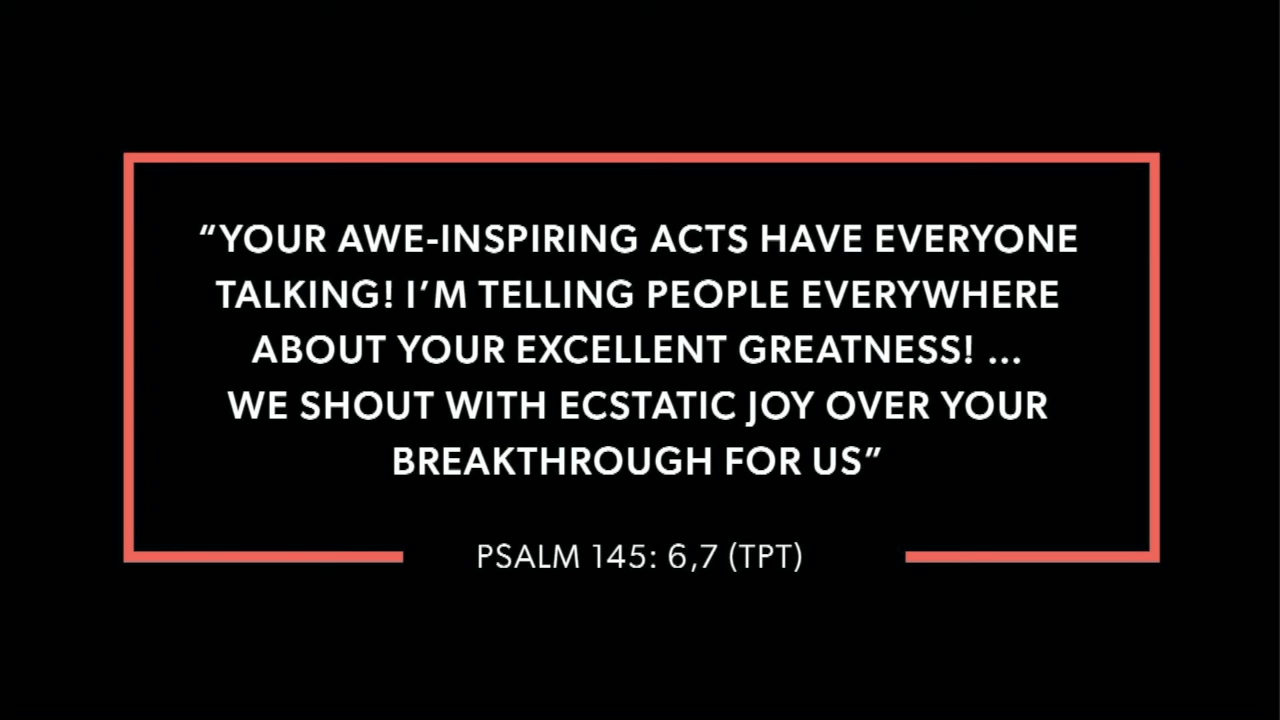 “YOUR AWE-INSPIRING ACTS HAVE EVERYONE
TALKING! I’M TELLING PEOPLE EVERYWHERE
ABOUT YOUR EXCELLENT GREATNESS! ...
WE SHOUT WITH ECSTATIC JOY OVER YOUR
BREAKTHROUGH FOR US”
PSALM 145: 6,7 (TPT)